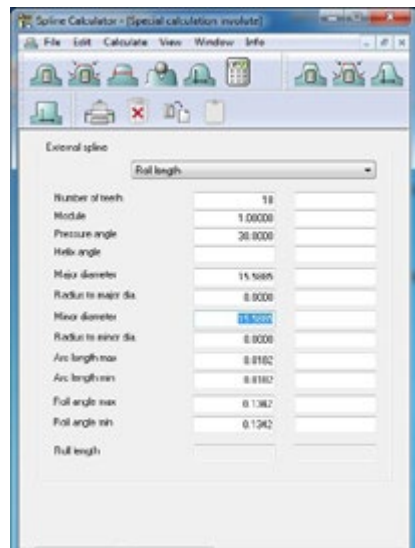 Spline Calculator - [Special calculation involute]
File Edit Calculate View Window Info
External spline
Roll length
Number of teeth 18
Module 1.00000
Pressure angle 30.0000
Helix angle
Major diameter 15.5885
Radius to major dia. 0.0000
Minor diameter 15.5885
Radius to minor dia. 0.0000
Arc length max 0.0182
Arc length min 0.0182
Roll angle max 0.1342
Roll angle min 0.1342
Roll length